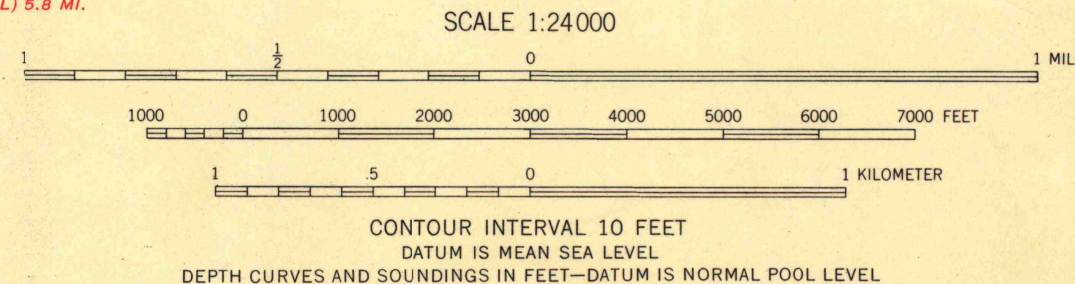 L) 5.8 MI.
SCALE 1:24000
1 ½ 0 1 MIL
1000 0 1000 2000 3000 4000 5000 6000 7000 FEET
1 .5 0 1 KILOMETER
CONTOUR INTERVAL 10 FEET
DATUM IS MEAN SEA LEVEL
DEPTH CURVES AND SOUNDINGS IN FEET—DATUM IS NORMAL POOL LEVEL